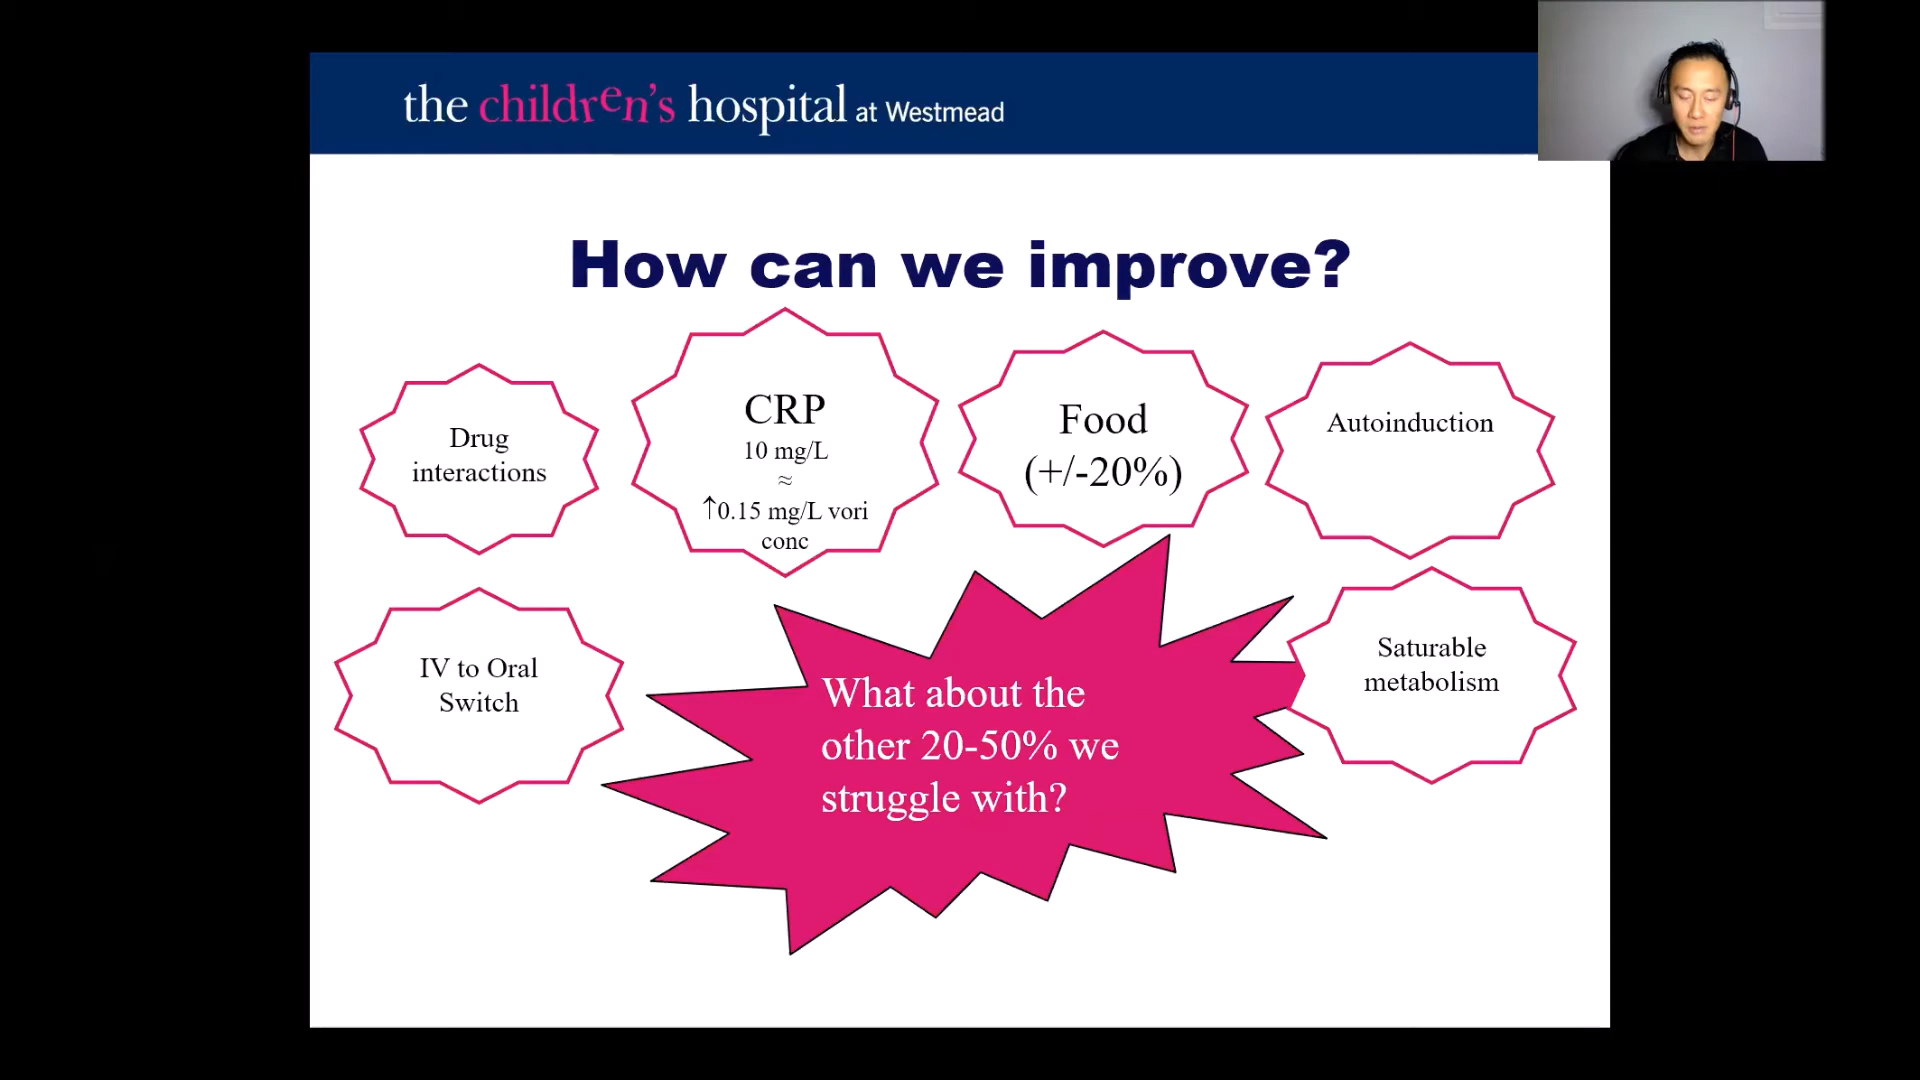 the children's hospital at Westmead
How can we improve?
Drug
interactions
CRP
10 mg/L
≈
↑0.15 mg/L vori
conc
Food
(+/-20%)
Autoinduction
IV to Oral
Switch
What about the
other 20-50% we
struggle with?
Saturable
metabolism